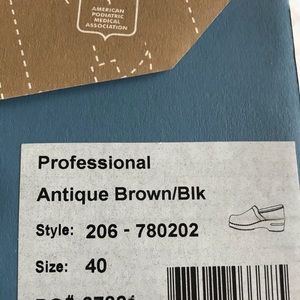 AMERICAN
PODIATRIC
MEDICAL
ASSOCIATION
Professional
Antique Brown/Blk
Style: 206 - 780202
Size: 40